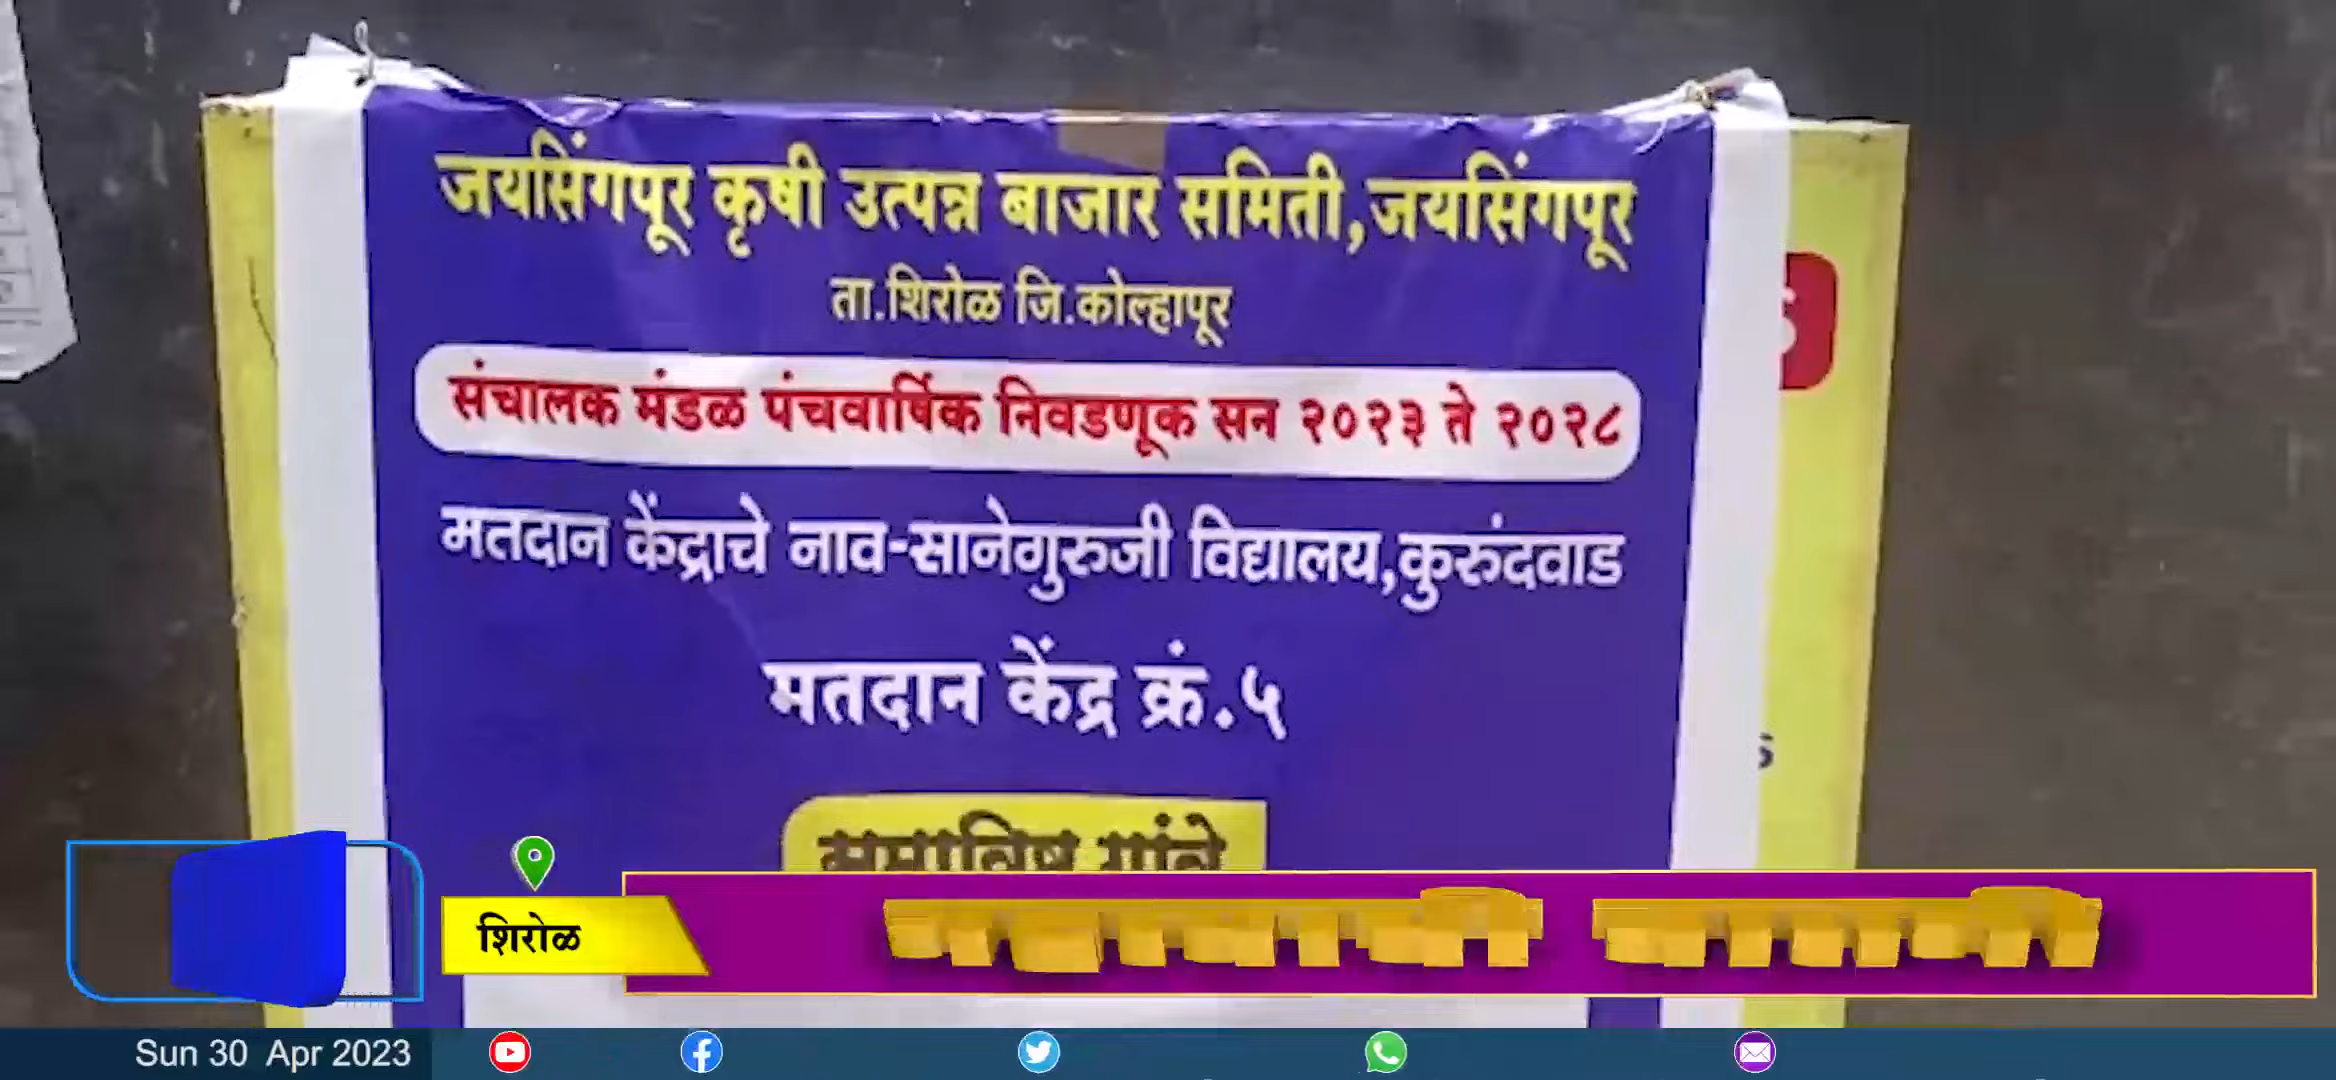 जयसिंगपूर कृषी उत्पन्न बाजार समिती,जयसिंगपूर
ता.शिरोळ जि.कोल्हापूर
संचालक मंडळ पंचवार्षिक निवडणूक सन २०२३ ते २०२८
मतदान केंद्राचे नाव-सानेगुरुजी विद्यालय,कुरुंदवाड
मतदान केंद्र क्रं.५
समाविष्ट गांवे
शिरोळ
Sun 30 Apr 2023